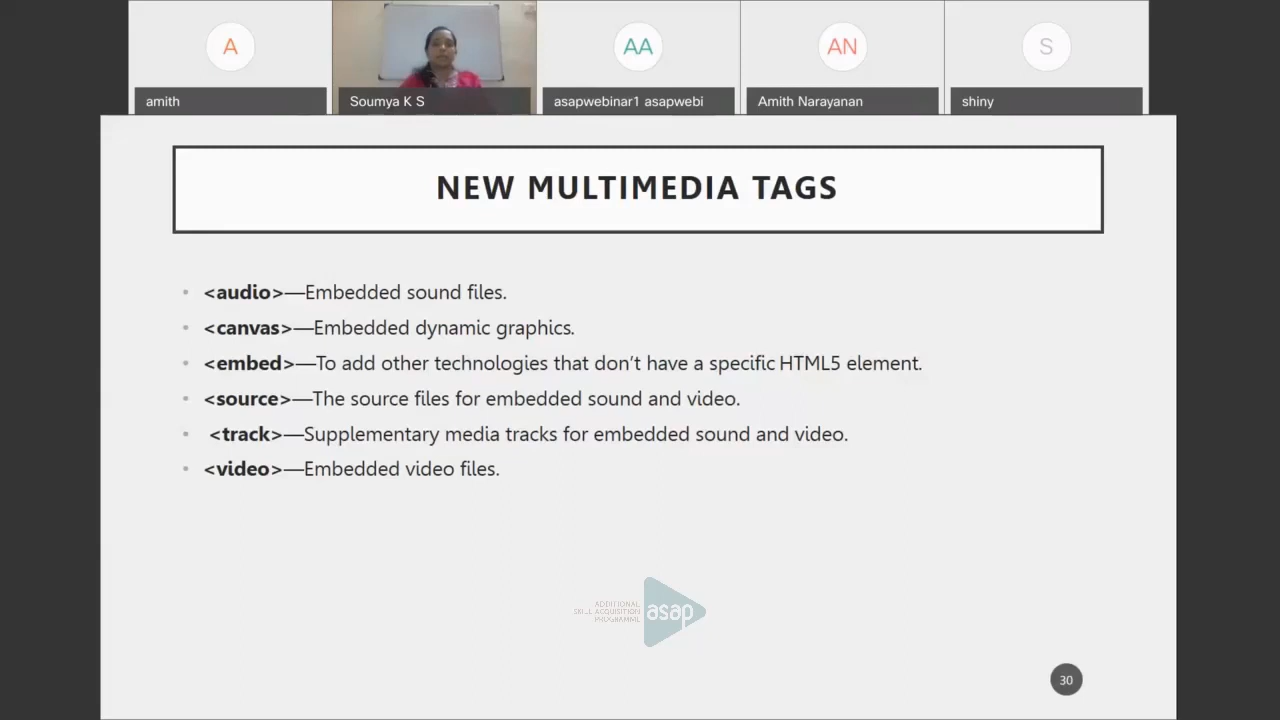 A
AA
AN
S
amith
Soumya K S
asapwebinar1 asapwebi
Amith Narayanan
shiny
NEW MULTIMEDIA TAGS
• <audio>—Embedded sound files.
• <canvas>—Embedded dynamic graphics.
• <embed>—To add other technologies that don't have a specific HTML5 element.
• <source>—The source files for embedded sound and video.
• <track>—Supplementary media tracks for embedded sound and video.
• <video>—Embedded video files.
ADDITIONAL
SKILL ACQUISITION
PROGRAMME
asap
30